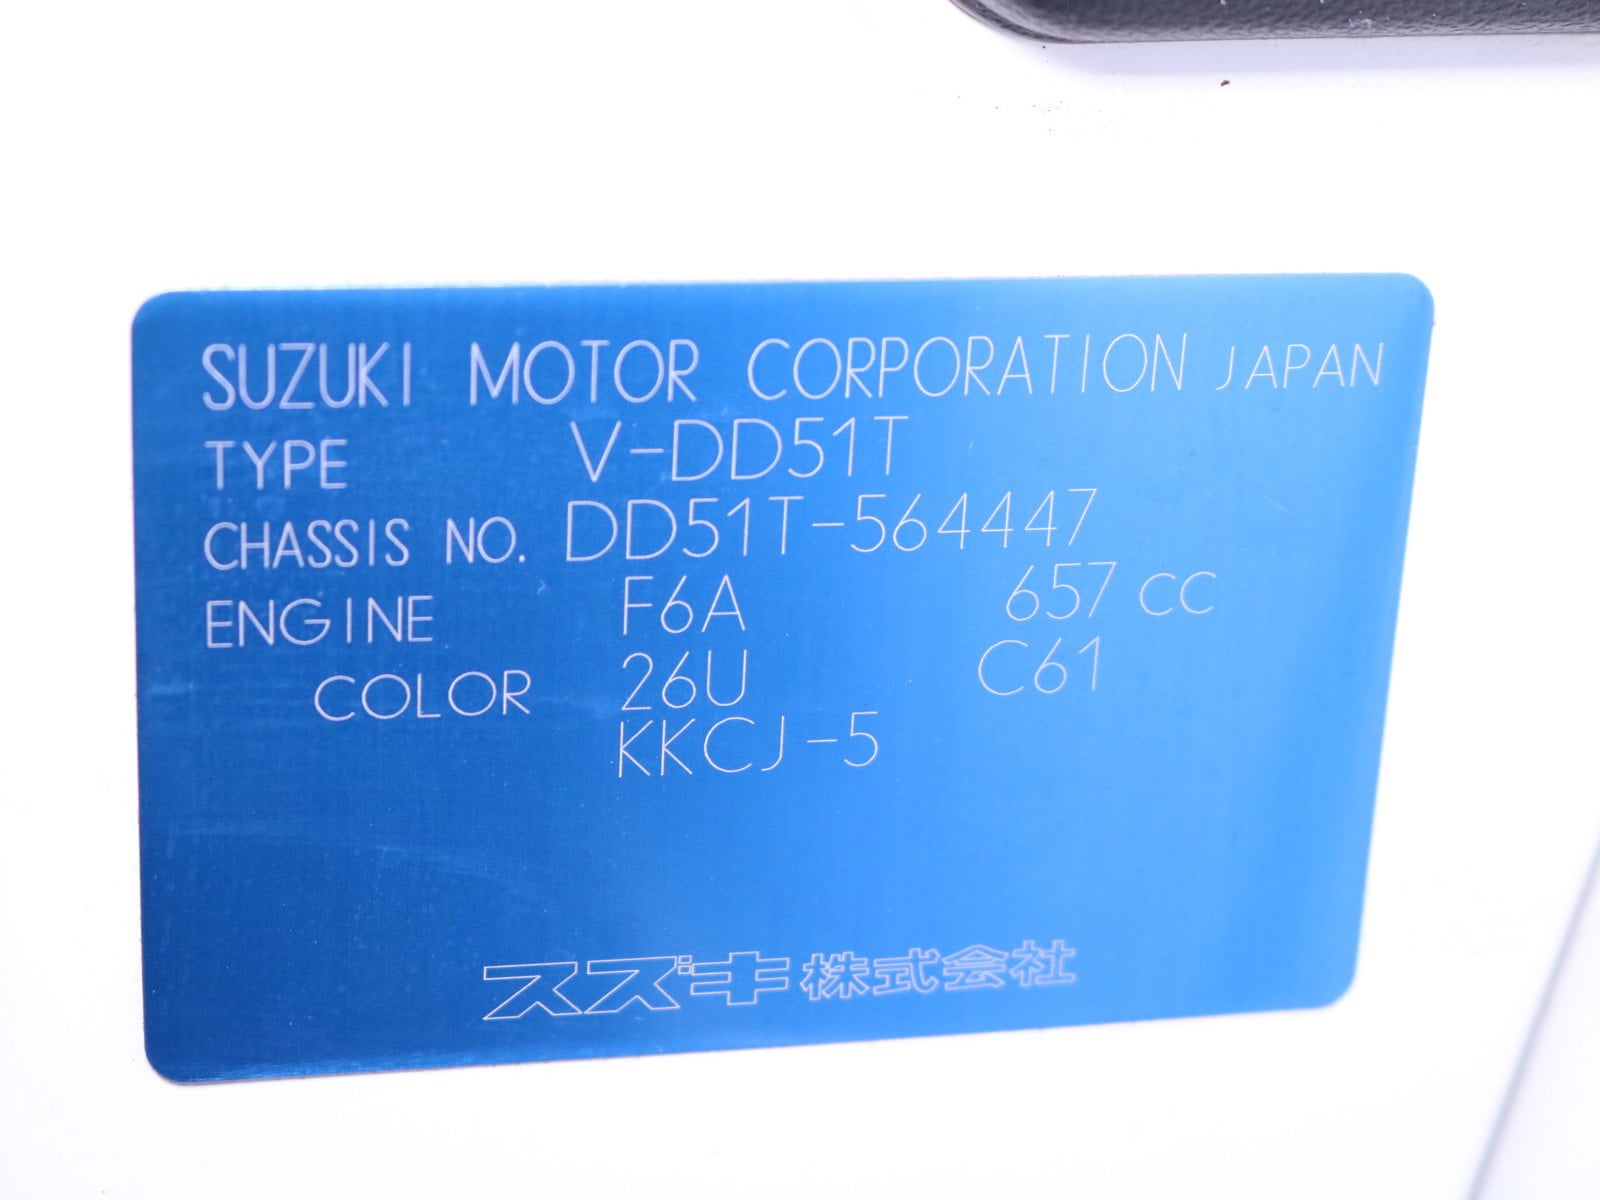 SUZUKI MOTOR CORPORATION JAPAN
TYPE V-DD51T
CHASSIS NO. DD51T-564447
ENGINE F6A 657 CC
COLOR 26U C61
KKCJ-5
スズキ株式会社